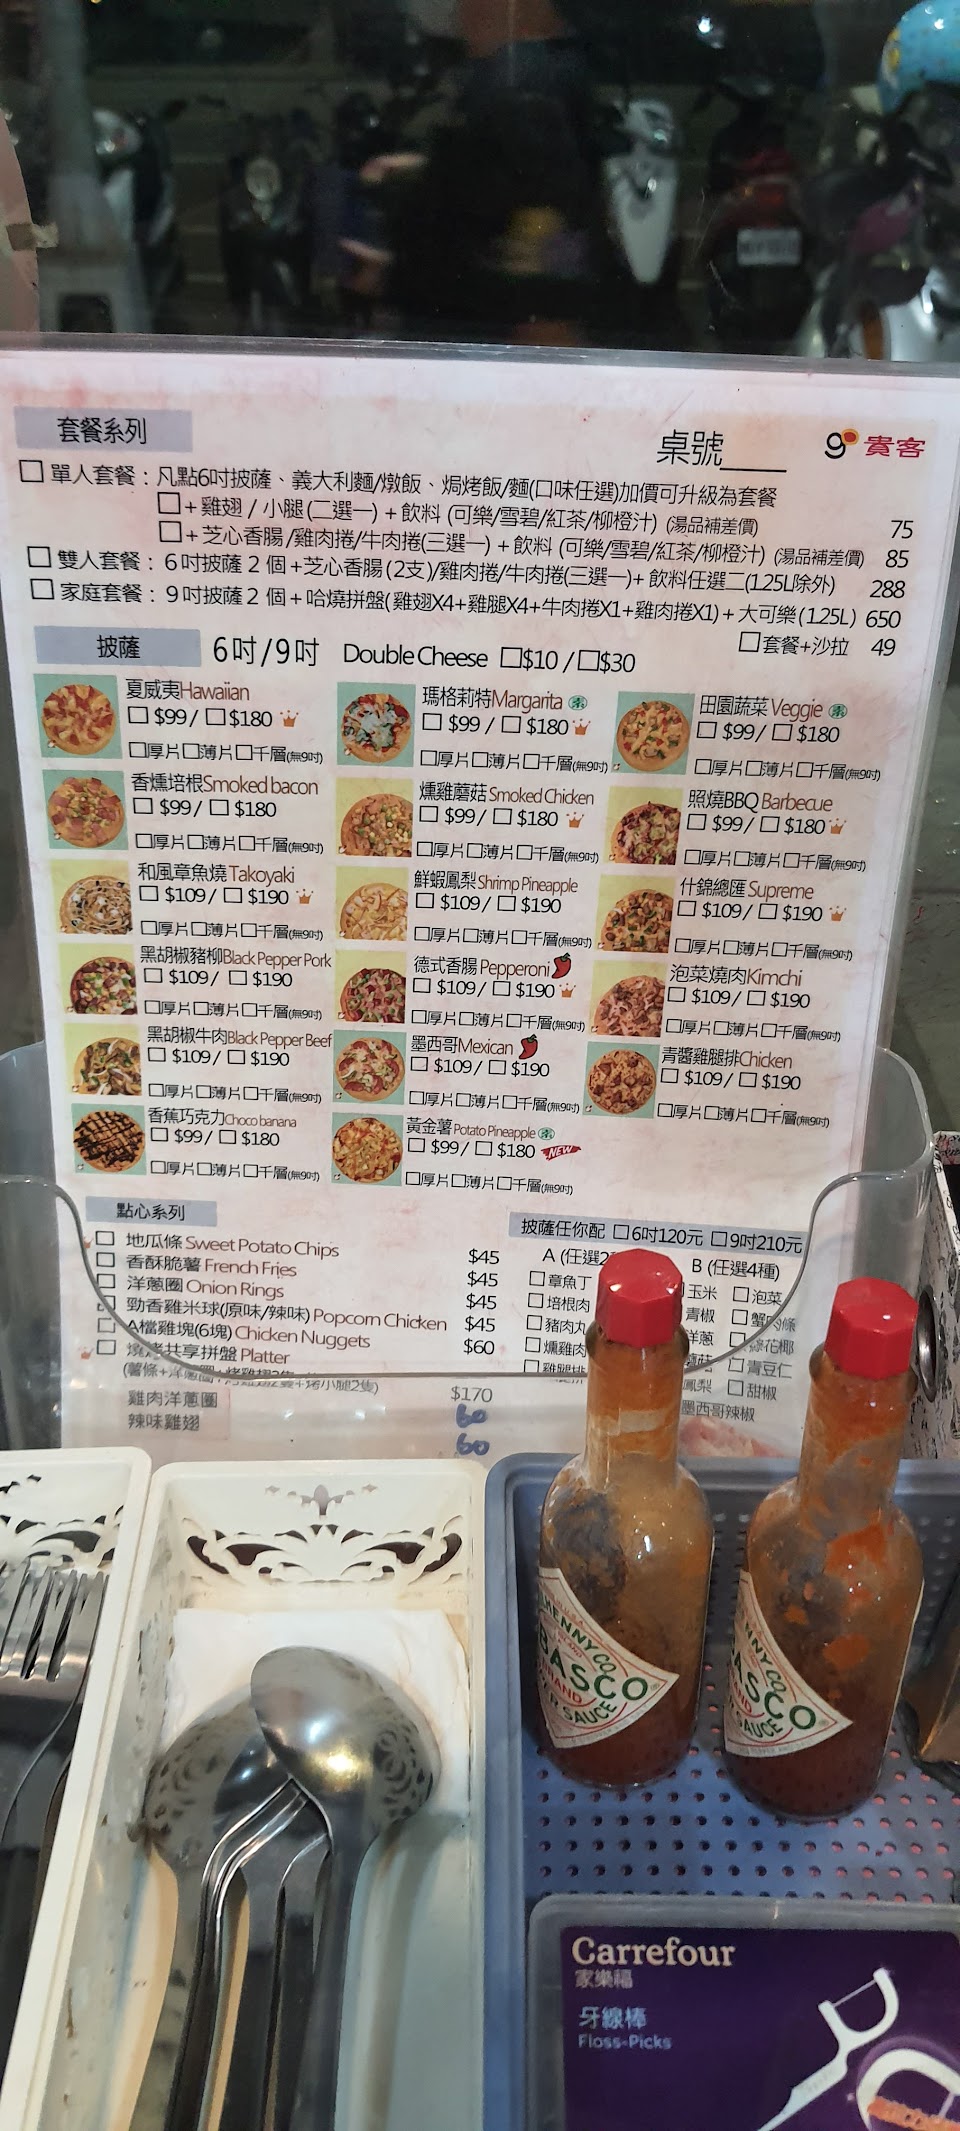 套餐系列
桌號____
貴客
□ 單人套餐：凡點6吋披薩、義大利麵/燉飯、焗烤飯/麵(口味任選)加價可升級為套餐
□+雞翅 / 小腿(二選一)+飲料 (可樂/雪碧/紅茶/柳橙汁) (湯品補差價) 75
□+芝心香腸/雞肉捲/牛肉捲(三選一)+飲料 (可樂/雪碧/紅茶/柳橙汁) (湯品補差價) 85
□ 雙人套餐：6吋披薩 2 個+芝心香腸 (2支)/雞肉捲/牛肉捲(三選一)+飲料任選二(1.25L除外) 288
□ 家庭套餐：9吋披薩 2 個+哈燒拼盤(雞翅X4+雞腿X4+牛肉捲X1+雞肉捲X1)+大可樂(1.25L) 650
□套餐+沙拉 49
披薩 6吋/9吋 Double Cheese □$10 /□$30
夏威夷Hawaiian
□ $99/ □ $180
□厚片□薄片□千層(無9吋)
瑪格莉特Margarita 素
□ $99/ □ $180
□厚片□薄片□千層(無9吋)
田園蔬菜 Veggie 素
□ $99/ □ $180
□厚片□薄片□千層(無9吋)
香燻培根Smoked bacon
□ $99/ □ $180
□厚片□薄片□千層(無9吋)
燻雞蘑菇 Smoked Chicken
□ $99/ □ $180
□厚片□薄片□千層(無9吋)
照燒BBQ Barbecue
□ $99/ □ $180
□厚片□薄片□千層(無9吋)
和風章魚燒 Takoyaki
□ $109/ □ $190
□厚片□薄片□千層(無9吋)
鮮蝦鳳梨 Shrimp Pineapple
□ $109/ □ $190
□厚片□薄片□千層(無9吋)
什錦總匯 Supreme
□ $109/ □ $190
□厚片□薄片□千層(無9吋)
黑胡椒豬柳Black Pepper Pork
□ $109/ □ $190
□厚片□薄片□千層(無9吋)
德式香腸 Pepperoni
□ $109/ □ $190
□厚片□薄片□千層(無9吋)
泡菜燒肉Kimchi
□ $109/ □ $190
□厚片□薄片□千層(無9吋)
黑胡椒牛肉Black Pepper Beef
□ $109/ □ $190
□厚片□薄片□千層(無9吋)
墨西哥Mexican
□ $109/ □ $190
□厚片□薄片□千層(無9吋)
青醬雞腿排Chicken
□ $109/ □ $190
□厚片□薄片□千層(無9吋)
香蕉巧克力Choco banana
□ $99/ □ $180
□厚片□薄片□千層(無9吋)
黃金薯 Potato Pineapple 素
□ $99/ □ $180 NEW
□厚片□薄片□千層(無9吋)
點心系列
□ 地瓜條 Sweet Potato Chips $45
□ 香酥脆薯 French Fries $45
□ 洋蔥圈 Onion Rings $45
□ 勁香雞米球(原味/辣味) Popcorn Chicken $45
□ A檔雞塊(6塊) Chicken Nuggets $60
□ 燒烤共享拼盤 Platter
$170
雞肉洋蔥圈 60
辣味雞翅 60
披薩任你配 □6吋120元 □9吋210元
A (任選2
□章魚丁
□培根肉
□豬肉丸
□燻雞肉
B (任選4種)
玉米 □泡菜
青椒
洋蔥
□青豆仁
鳳梨 □甜椒
墨西哥辣椒
BASCO
R SAUCE
NNY CO.
ASCO
SAUCE
Carrefour
家樂福
牙線棒
Floss-Picks